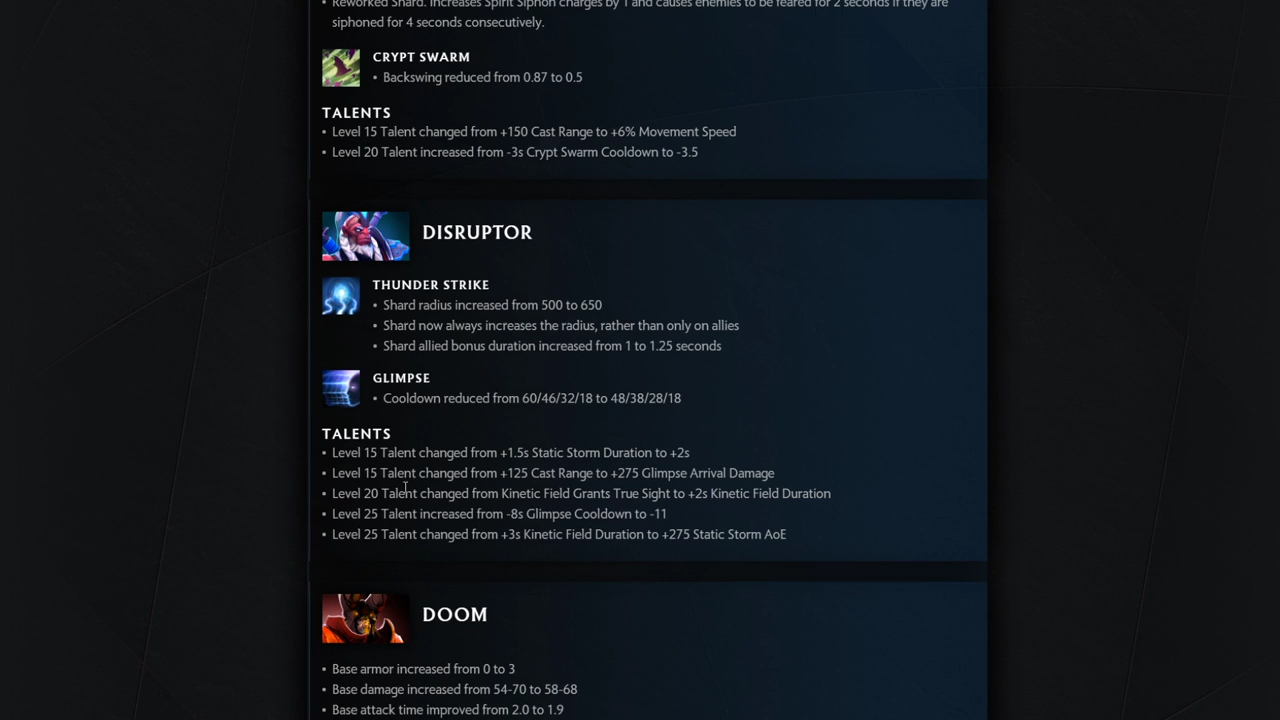 • Reworked Shard. Increases Spirit Siphon charges by 1 and causes enemies to be feared for 2 seconds if they are
siphoned for 4 seconds consecutively.
CRYPT SWARM
• Backswing reduced from 0.87 to 0.5
TALENTS
• Level 15 Talent changed from +150 Cast Range to +6% Movement Speed
• Level 20 Talent increased from -3s Crypt Swarm Cooldown to -3.5
DISRUPTOR
THUNDER STRIKE
• Shard radius increased from 500 to 650
• Shard now always increases the radius, rather than only on allies
• Shard allied bonus duration increased from 1 to 1.25 seconds
GLIMPSE
• Cooldown reduced from 60/46/32/18 to 48/38/28/18
TALENTS
• Level 15 Talent changed from +1.5s Static Storm Duration to +2s
• Level 15 Talent changed from +125 Cast Range to +275 Glimpse Arrival Damage
• Level 20 Talent changed from Kinetic Field Grants True Sight to +2s Kinetic Field Duration
• Level 25 Talent increased from -8s Glimpse Cooldown to -11
• Level 25 Talent changed from +3s Kinetic Field Duration to +275 Static Storm AoE
DOOM
• Base armor increased from 0 to 3
• Base damage increased from 54-70 to 58-68
• Base attack time improved from 2.0 to 1.9